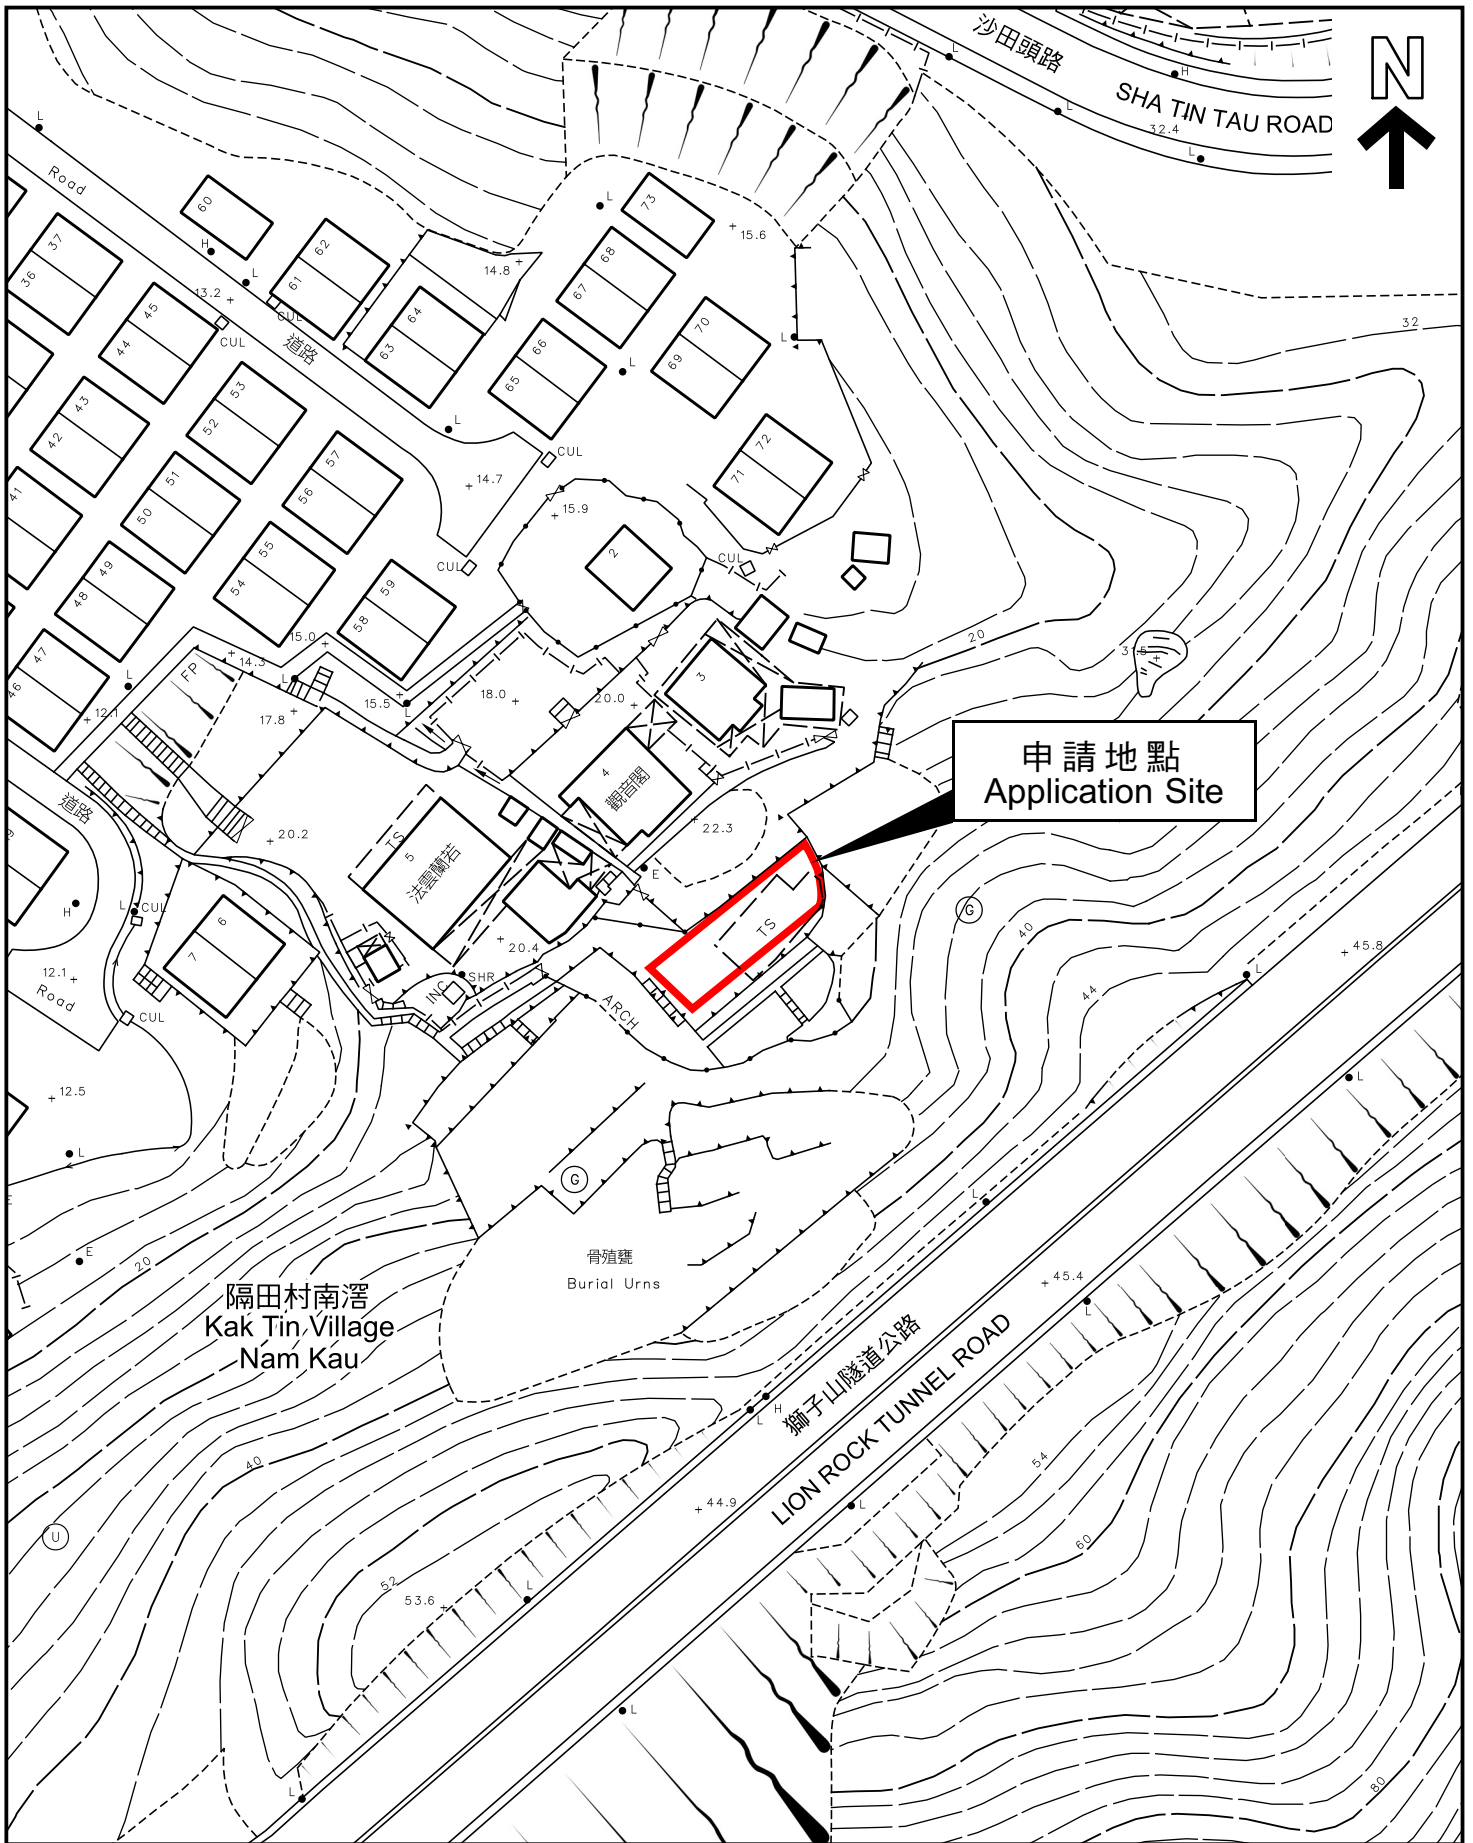 沙田頭路
SHA TIN TAU ROAD
N
32.4
L
H
L
L
L
Road
60
73
15.6
37
36
62
61
H
L
L
14.8
68
67
13.2
CUL
CUL
道路
64
63
45
44
66
65
70
69
L
L
32
53
52
43
42
L
57
56
14.7
CUL
72
71
51
50
41
15.9
CUL
2
CUL
55
54
49
48
59
58
15.0
14.3
20
31.5
47
46
FP
L
L
15.5
L
12.1
17.8
18.0
20.0
3
申請地點
Application Site
4
觀音閣
道路
20.2
TS
5
法雲蘭若
22.3
E
H
L
CUL
6
7
20.4
TS
G
40
45.8
12.1
Road
CUL
SHR
INC
ARCH
44
L
12.5
L
L
G
L
E
E
20
骨殖甕
Burial Urns
45.4
L
隔田村南滘
Kak Tin Village
Nam Kau
獅子山隧道公路
LION ROCK TUNNEL ROAD
L
H
40
54
44.9
L
U
60
52
53.6
L
L
L
80